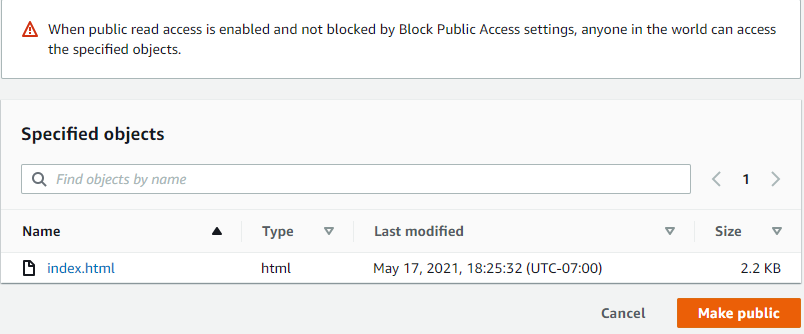 When public read access is enabled and not blocked by Block Public Access settings, anyone in the world can access
the specified objects.
Specified objects
Find objects by name
1
Name Type Last modified Size
index.html html May 17, 2021, 18:25:32 (UTC-07:00) 2.2 KB
Cancel Make public